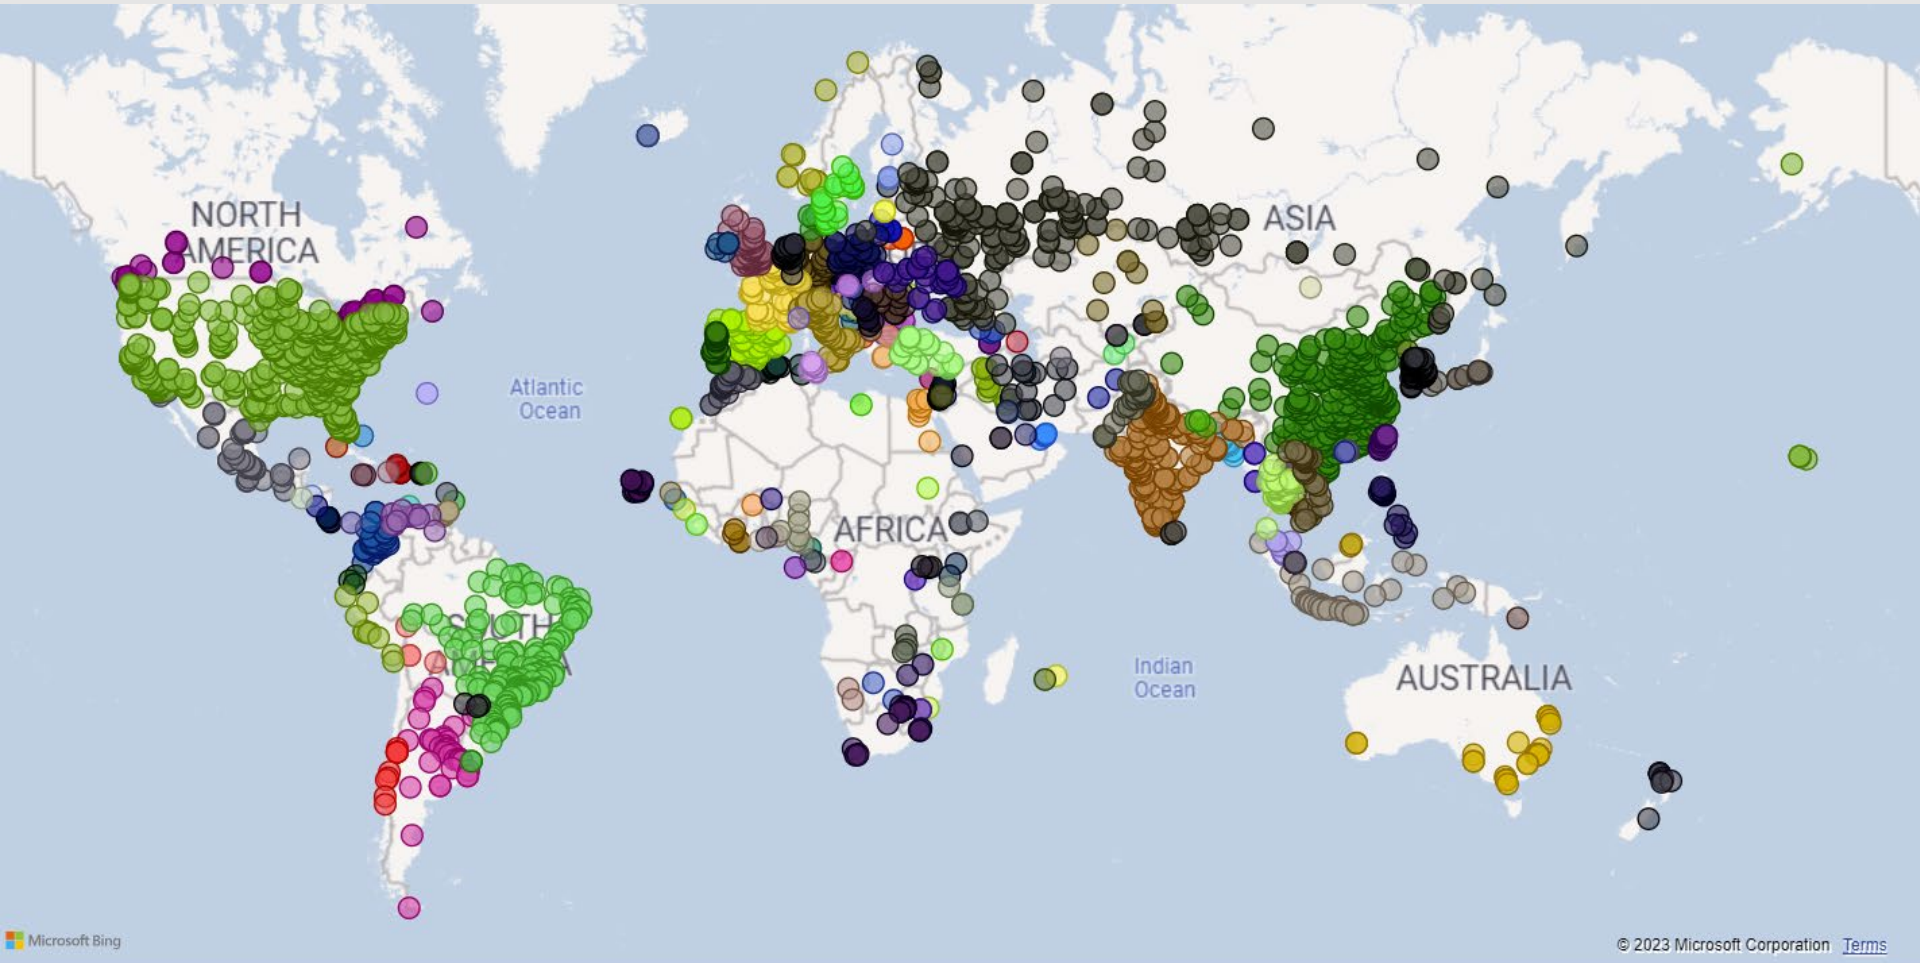 NORTH
AMERICA
ASIA
Atlantic
Ocean
AFRICA
SOUTH
AMERICA
Indian
Ocean
AUSTRALIA
Microsoft Bing
© 2023 Microsoft Corporation Terms